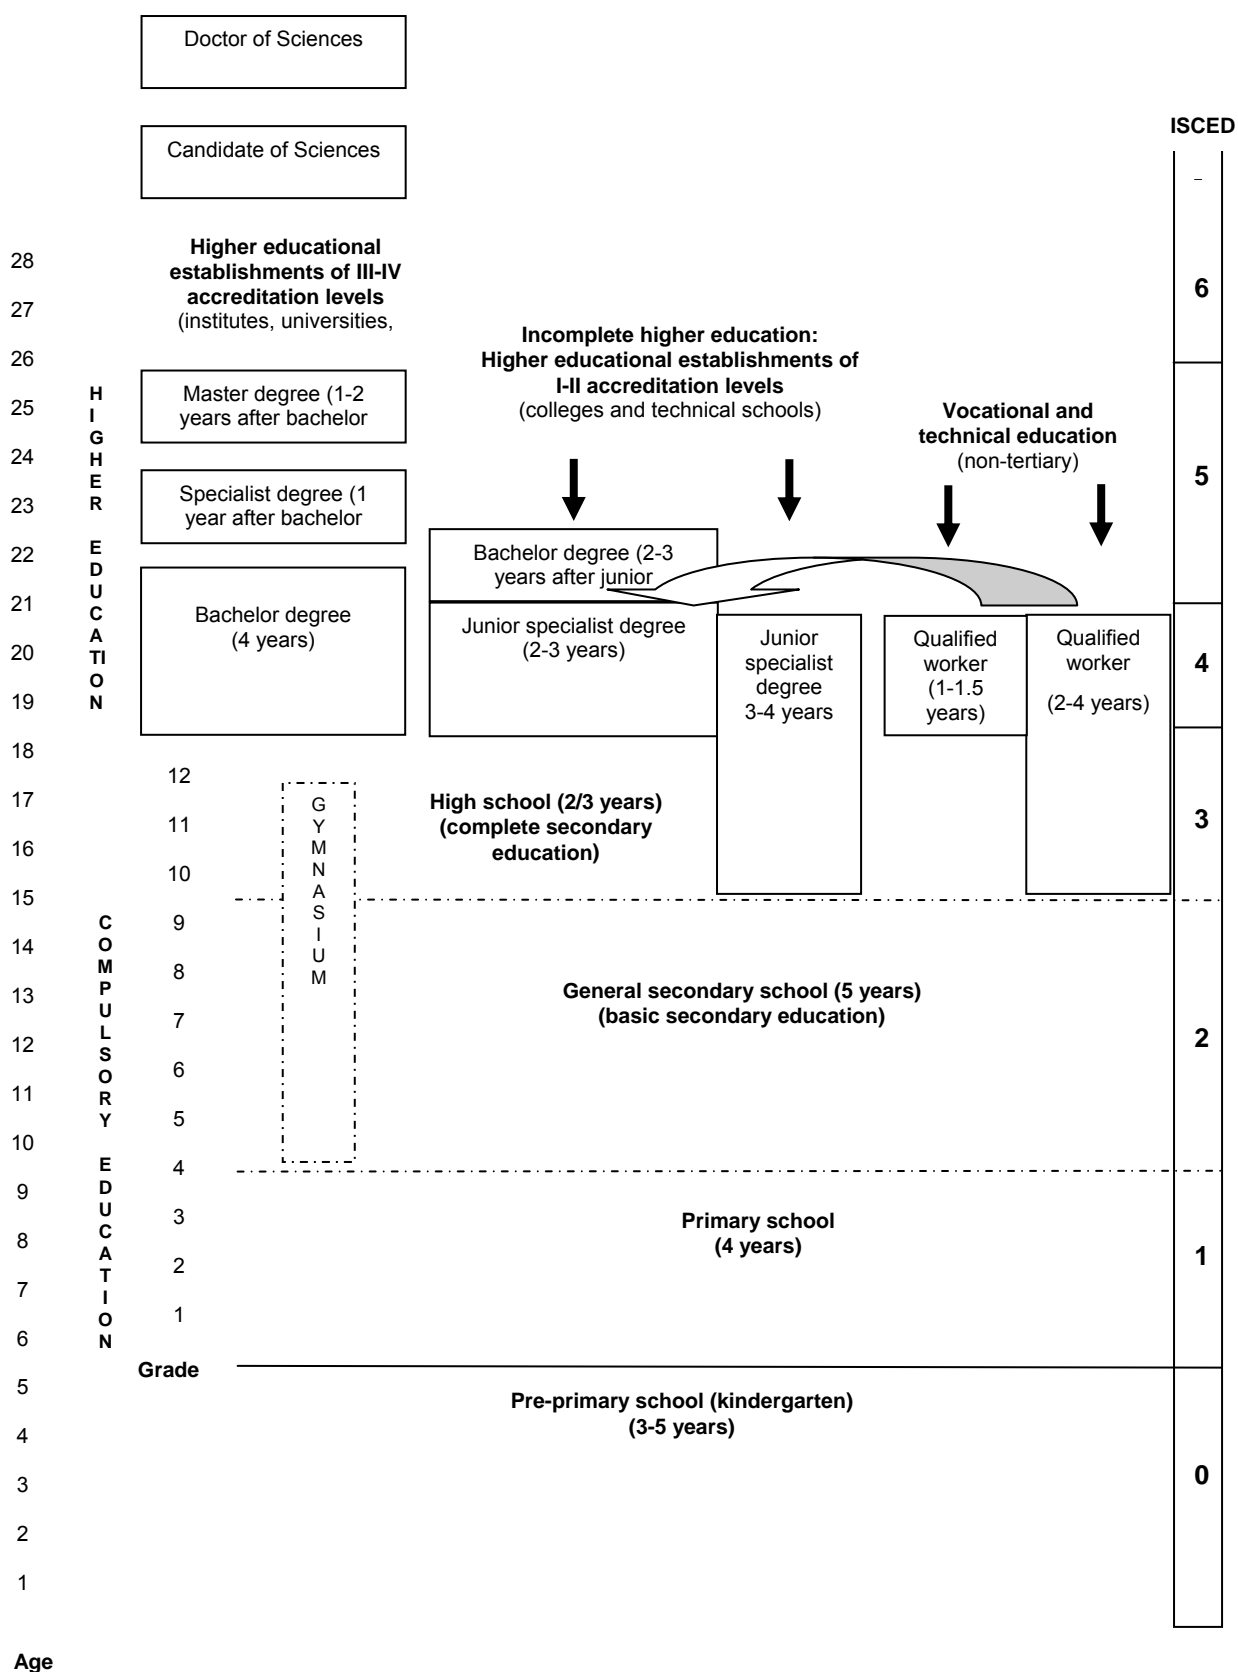 Doctor of Sciences
Candidate of Sciences
ISCED
–
Higher educational
establishments of III-IV
accreditation levels
(institutes, universities,
Incomplete higher education:
Higher educational establishments of
I-II accreditation levels
(colleges and technical schools)
Vocational and
technical education
(non-tertiary)
Master degree (1-2
years after bachelor
Specialist degree (1
year after bachelor
Bachelor degree
(4 years)
Bachelor degree (2-3
years after junior
Junior specialist degree
(2-3 years)
Junior
specialist
degree
3-4 years
Qualified
worker
(1-1.5
years)
Qualified
worker
(2-4 years)
HIGHER EDUCATION
COMPULSORY EDUCATION
GYMNASIUM
High school (2/3 years)
(complete secondary
education)
General secondary school (5 years)
(basic secondary education)
Primary school
(4 years)
Pre-primary school (kindergarten)
(3-5 years)
28
27
26
25
24
23
22
21
20
19
18
17
16
15
14
13
12
11
10
9
8
7
6
5
4
3
2
1
Age
12
11
10
9
8
7
6
5
4
3
2
1
Grade
6
5
4
3
2
1
0